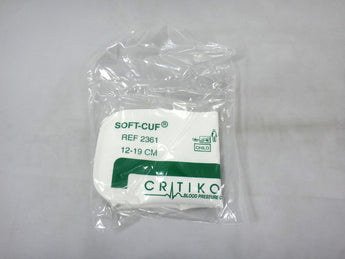 SOFT-CUF®
REF 2361
12-19 CM
CHILD
CRITIKO
BLOOD PRESSURE C